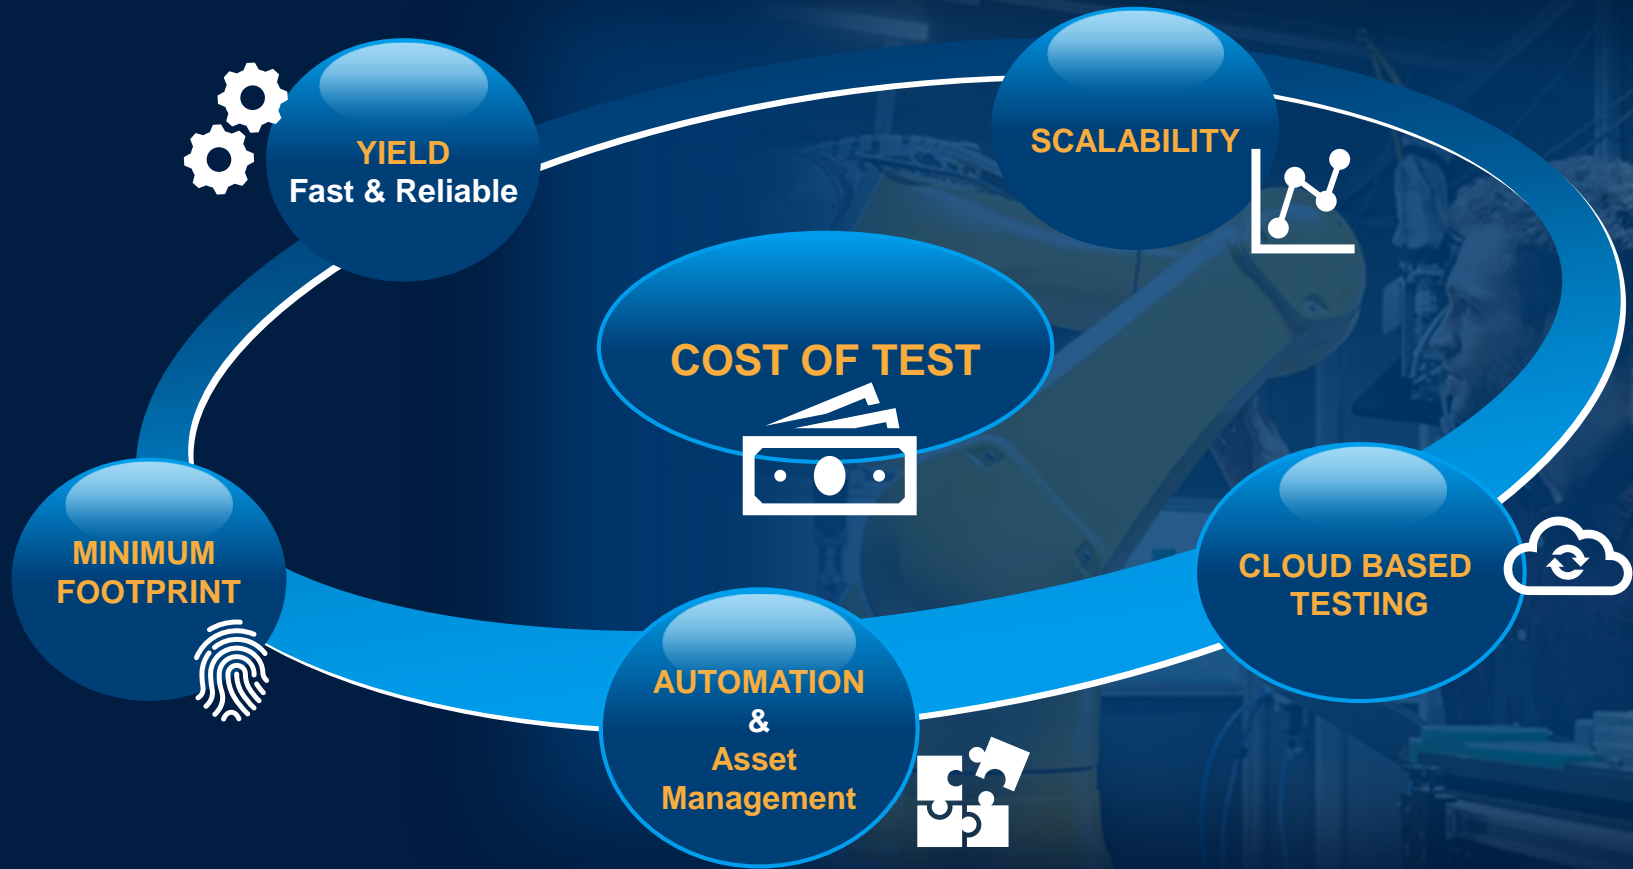 YIELD
Fast & Reliable
SCALABILITY
COST OF TEST
MINIMUM
FOOTPRINT
CLOUD BASED
TESTING
AUTOMATION
&
Asset
Management